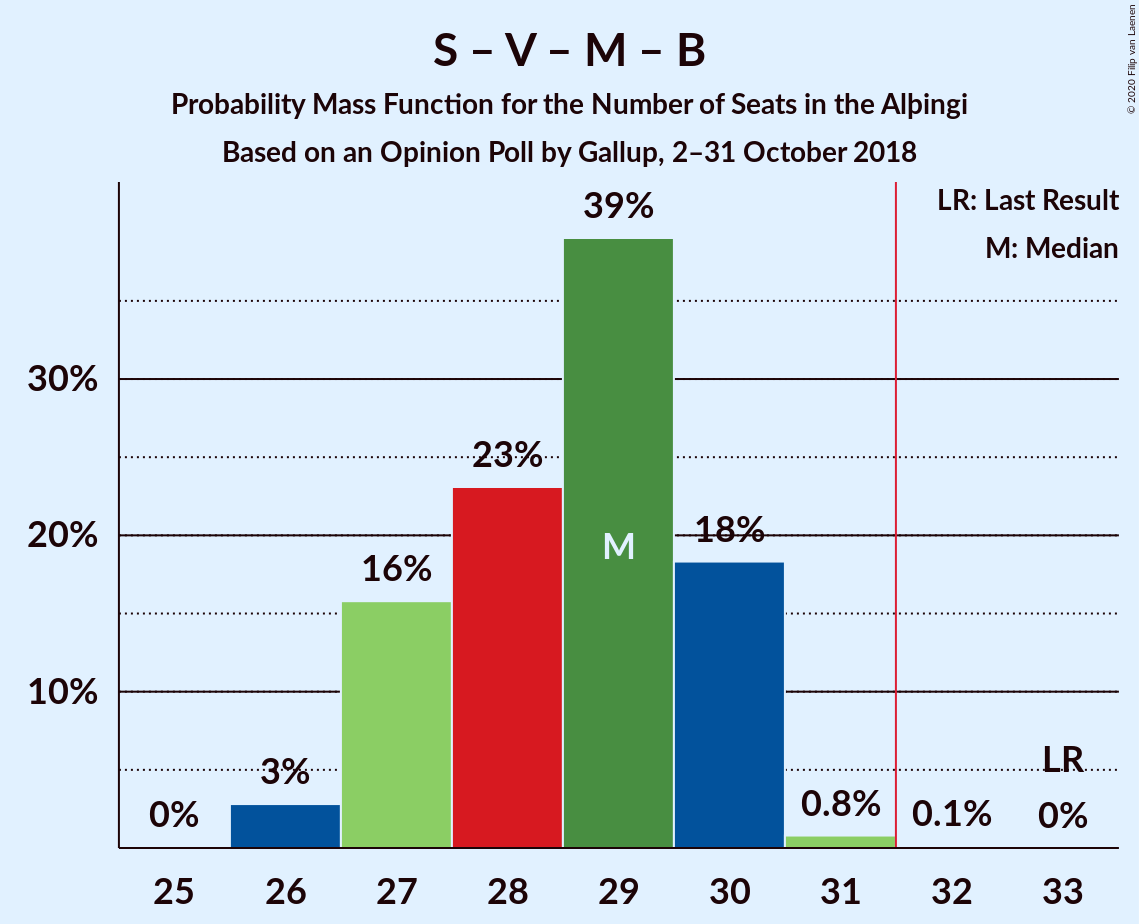 S – V – M – B
Probability Mass Function for the Number of Seats in the Alþingi
Based on an Opinion Poll by Gallup, 2–31 October 2018
© 2020 Filip van Laenen
LR: Last Result
M: Median
39%
30%
23%
20%
18%
M
16%
10%
LR
3%
0.8%
0%
0.1%
0%
25 26 27 28 29 30 31 32 33